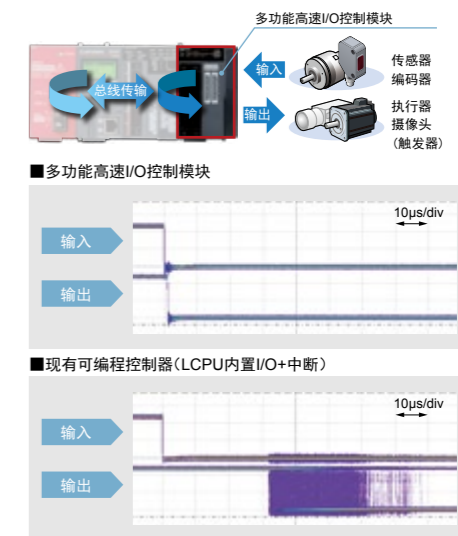 多功能高速I/O控制模块
总线传输
输入
传感器
编码器
输出
执行器
摄像头
（触发器）
■多功能高速I/O控制模块
10μs/div
输入
输出
■现有可编程控制器（LCPU内置I/O+中断）
10μs/div
输入
输出